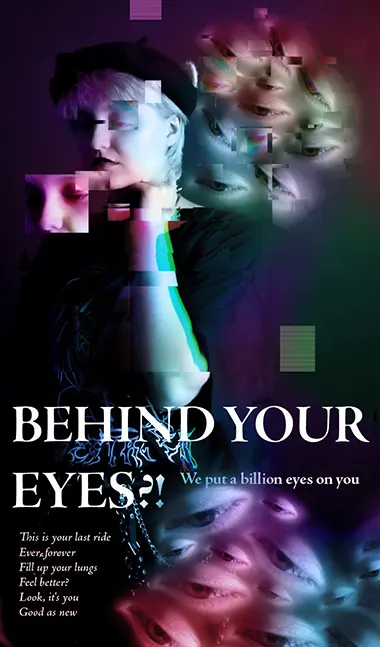 BEHIND YOUR
EYES?!
We put a billion eyes on you
This is your last ride
Ever&forever
Fill up your lungs
Feel better?
Look, it's you
Good as new